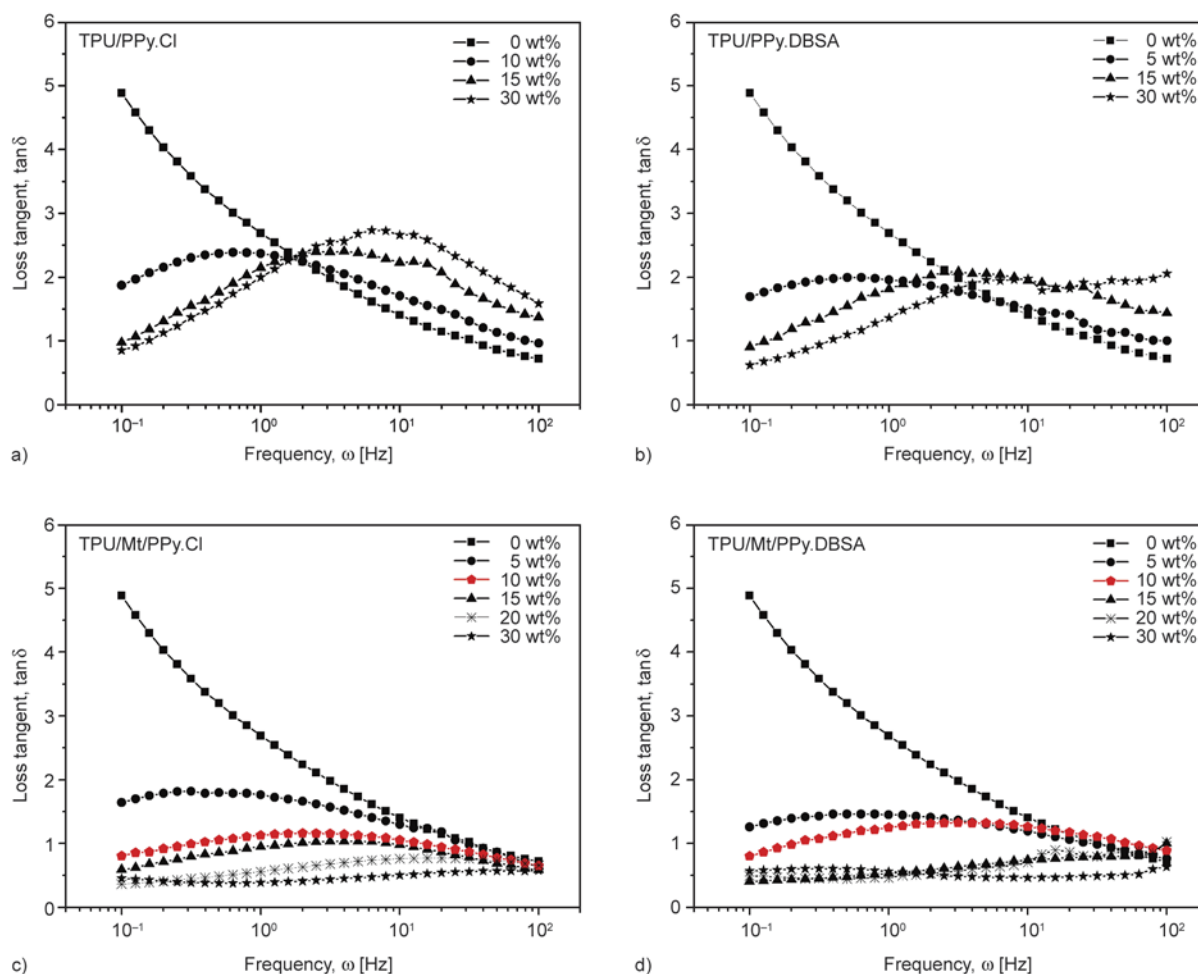 TPU/PPy.Cl
0 wt%
10 wt%
15 wt%
30 wt%
6
5
4
3
2
1
0
Loss tangent, tanδ
10⁻¹ 10⁰ 10¹ 10²
Frequency, ω [Hz]
a)
TPU/PPy.DBSA
0 wt%
5 wt%
15 wt%
30 wt%
6
5
4
3
2
1
0
Loss tangent, tanδ
10⁻¹ 10⁰ 10¹ 10²
Frequency, ω [Hz]
b)
TPU/Mt/PPy.Cl
0 wt%
5 wt%
10 wt%
15 wt%
20 wt%
30 wt%
6
5
4
3
2
1
0
Loss tangent, tanδ
10⁻¹ 10⁰ 10¹ 10²
Frequency, ω [Hz]
c)
TPU/Mt/PPy.DBSA
0 wt%
5 wt%
10 wt%
15 wt%
20 wt%
30 wt%
6
5
4
3
2
1
0
Loss tangent, tanδ
10⁻¹ 10⁰ 10¹ 10²
Frequency, ω [Hz]
d)